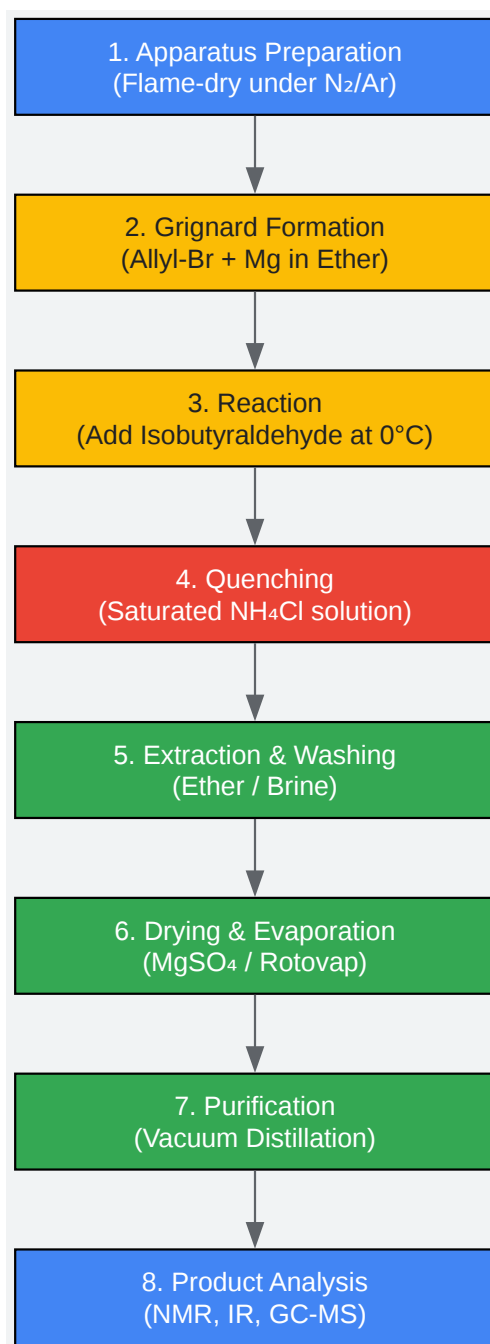 1. Apparatus Preparation
(Flame-dry under N₂/Ar)
2. Grignard Formation
(Allyl-Br + Mg in Ether)
3. Reaction
(Add Isobutyraldehyde at 0°C)
4. Quenching
(Saturated NH₄Cl solution)
5. Extraction & Washing
(Ether / Brine)
6. Drying & Evaporation
(MgSO₄ / Rotovap)
7. Purification
(Vacuum Distillation)
8. Product Analysis
(NMR, IR, GC-MS)